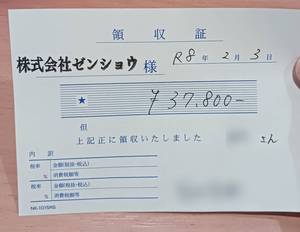 領収証
株式会社ゼンショウ 様 R8年2月3日
★ ¥37,800-
但
上記正に領収いたしました
内訳
税率 金額(税抜・税込)
% 消費税額等
税率 金額(税抜・税込)
% 消費税額等